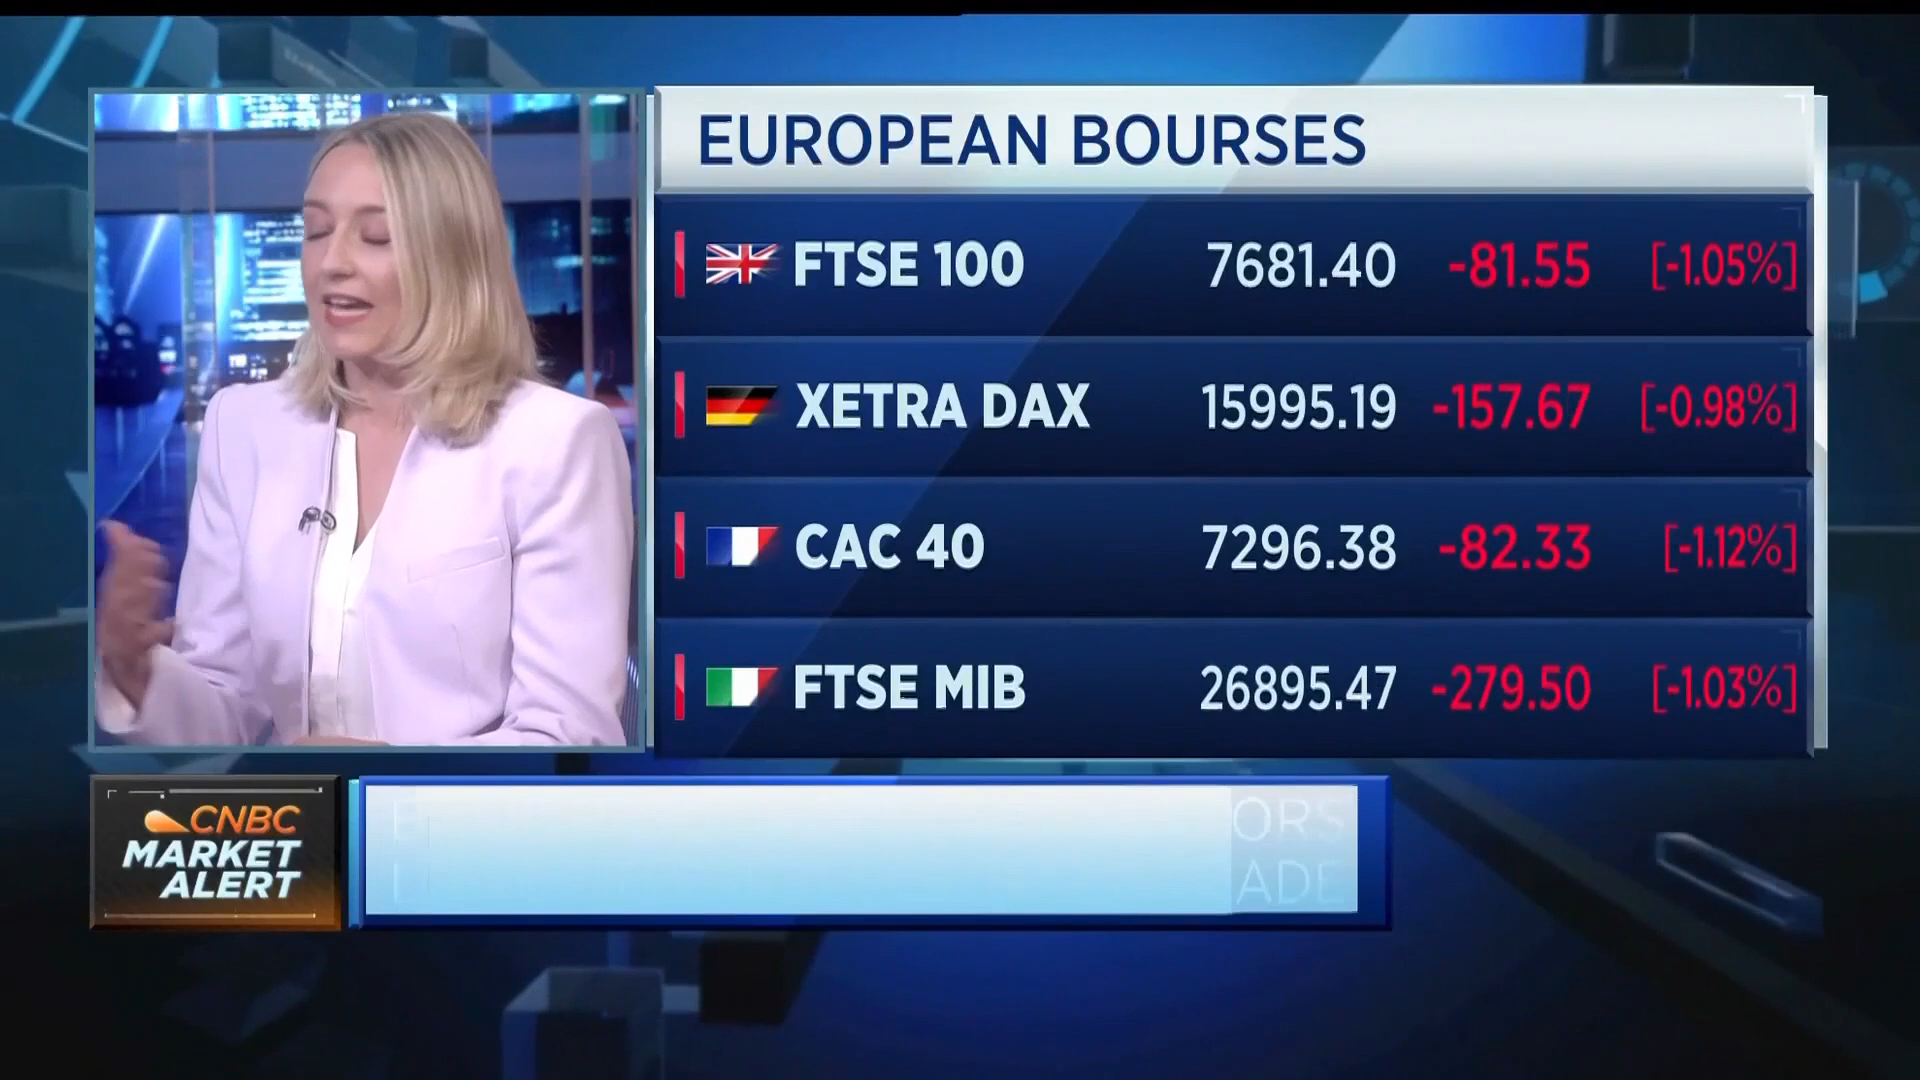 EUROPEAN BOURSES
FTSE 100 7681.40 -81.55 [-1.05%]
XETRA DAX 15995.19 -157.67 [-0.98%]
CAC 40 7296.38 -82.33 [-1.12%]
FTSE MIB 26895.47 -279.50 [-1.03%]
CNBC
MARKET
ALERT